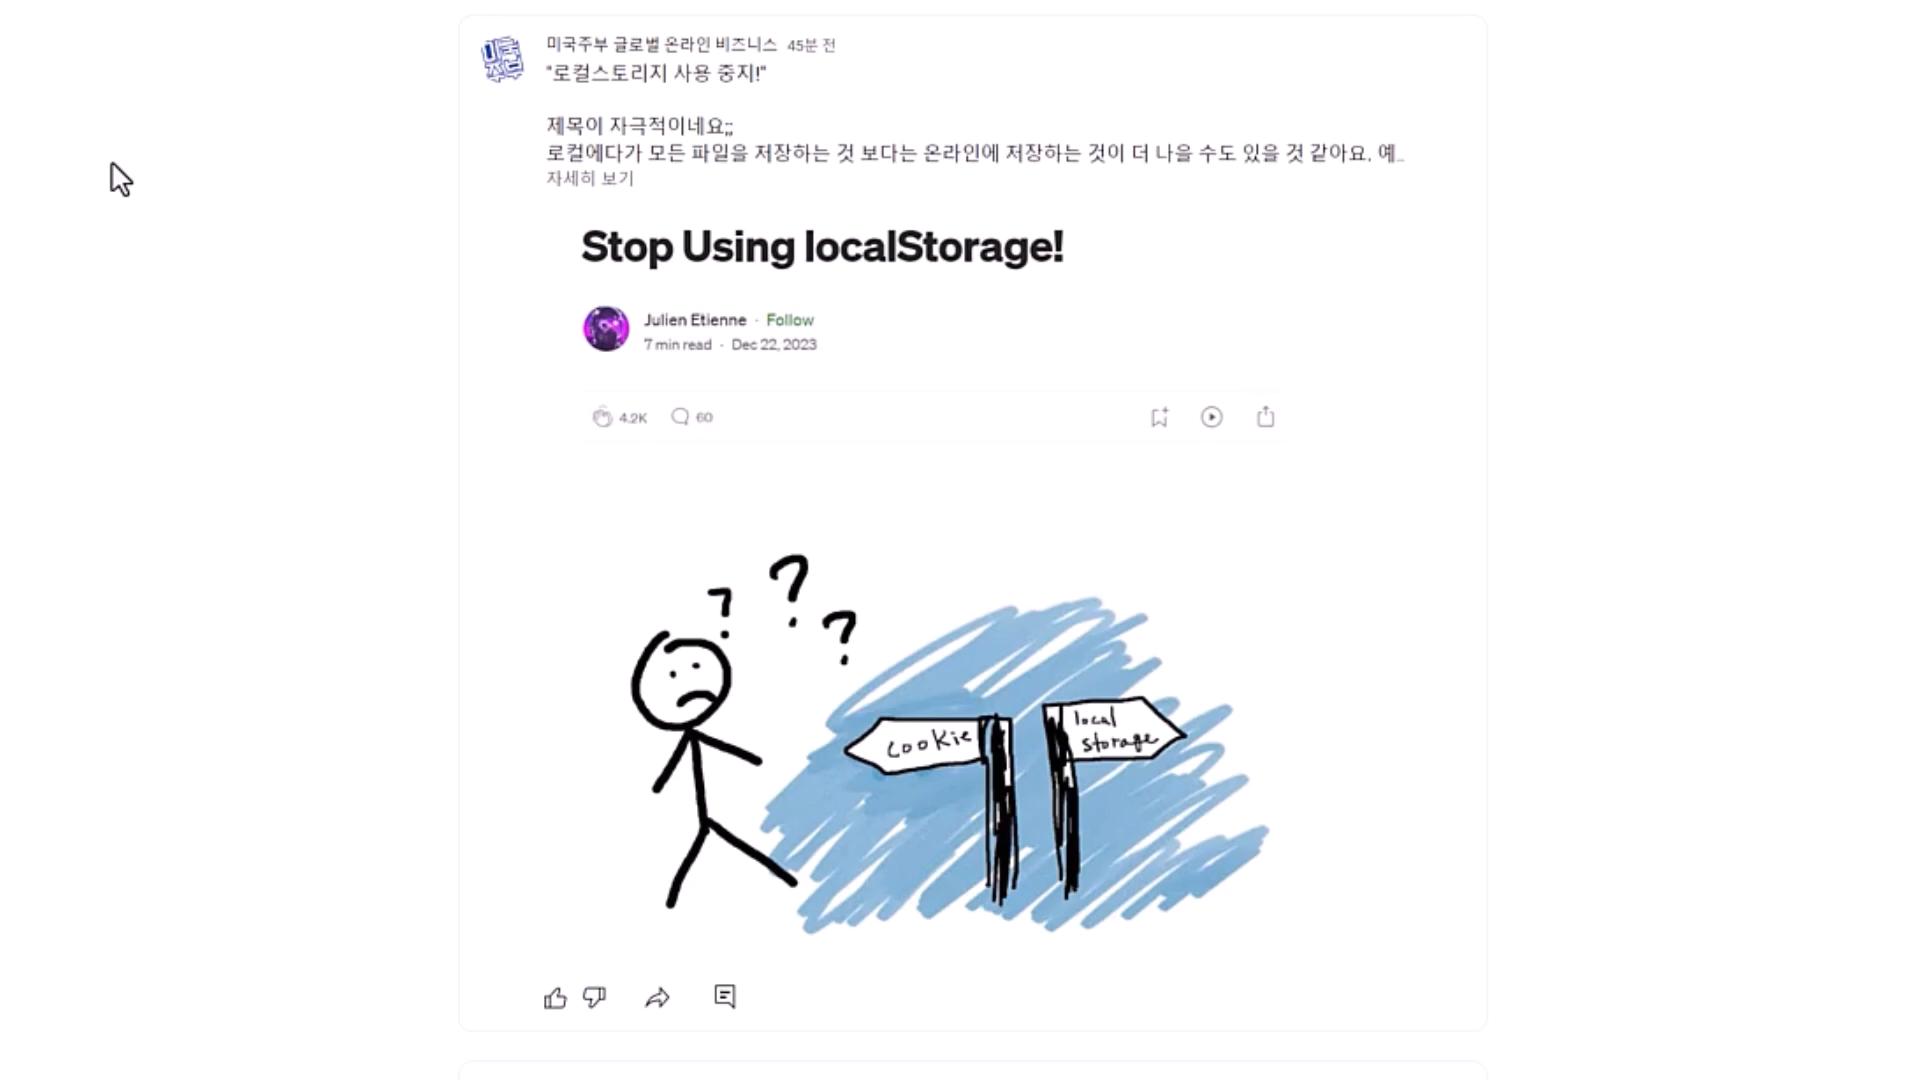 미국주부 글로벌 온라인 비즈니스 45분 전
"로컬스토리지 사용 중지!"
제목이 자극적이네요;;
로컬에다가 모든 파일을 저장하는 것 보다는 온라인에 저장하는 것이 더 나을 수도 있을 것 같아요. 예...
자세히 보기
Stop Using localStorage!
Julien Etienne · Follow
7 min read · Dec 22, 2023
4.2K 60
? ? ?
cookie
local
storage